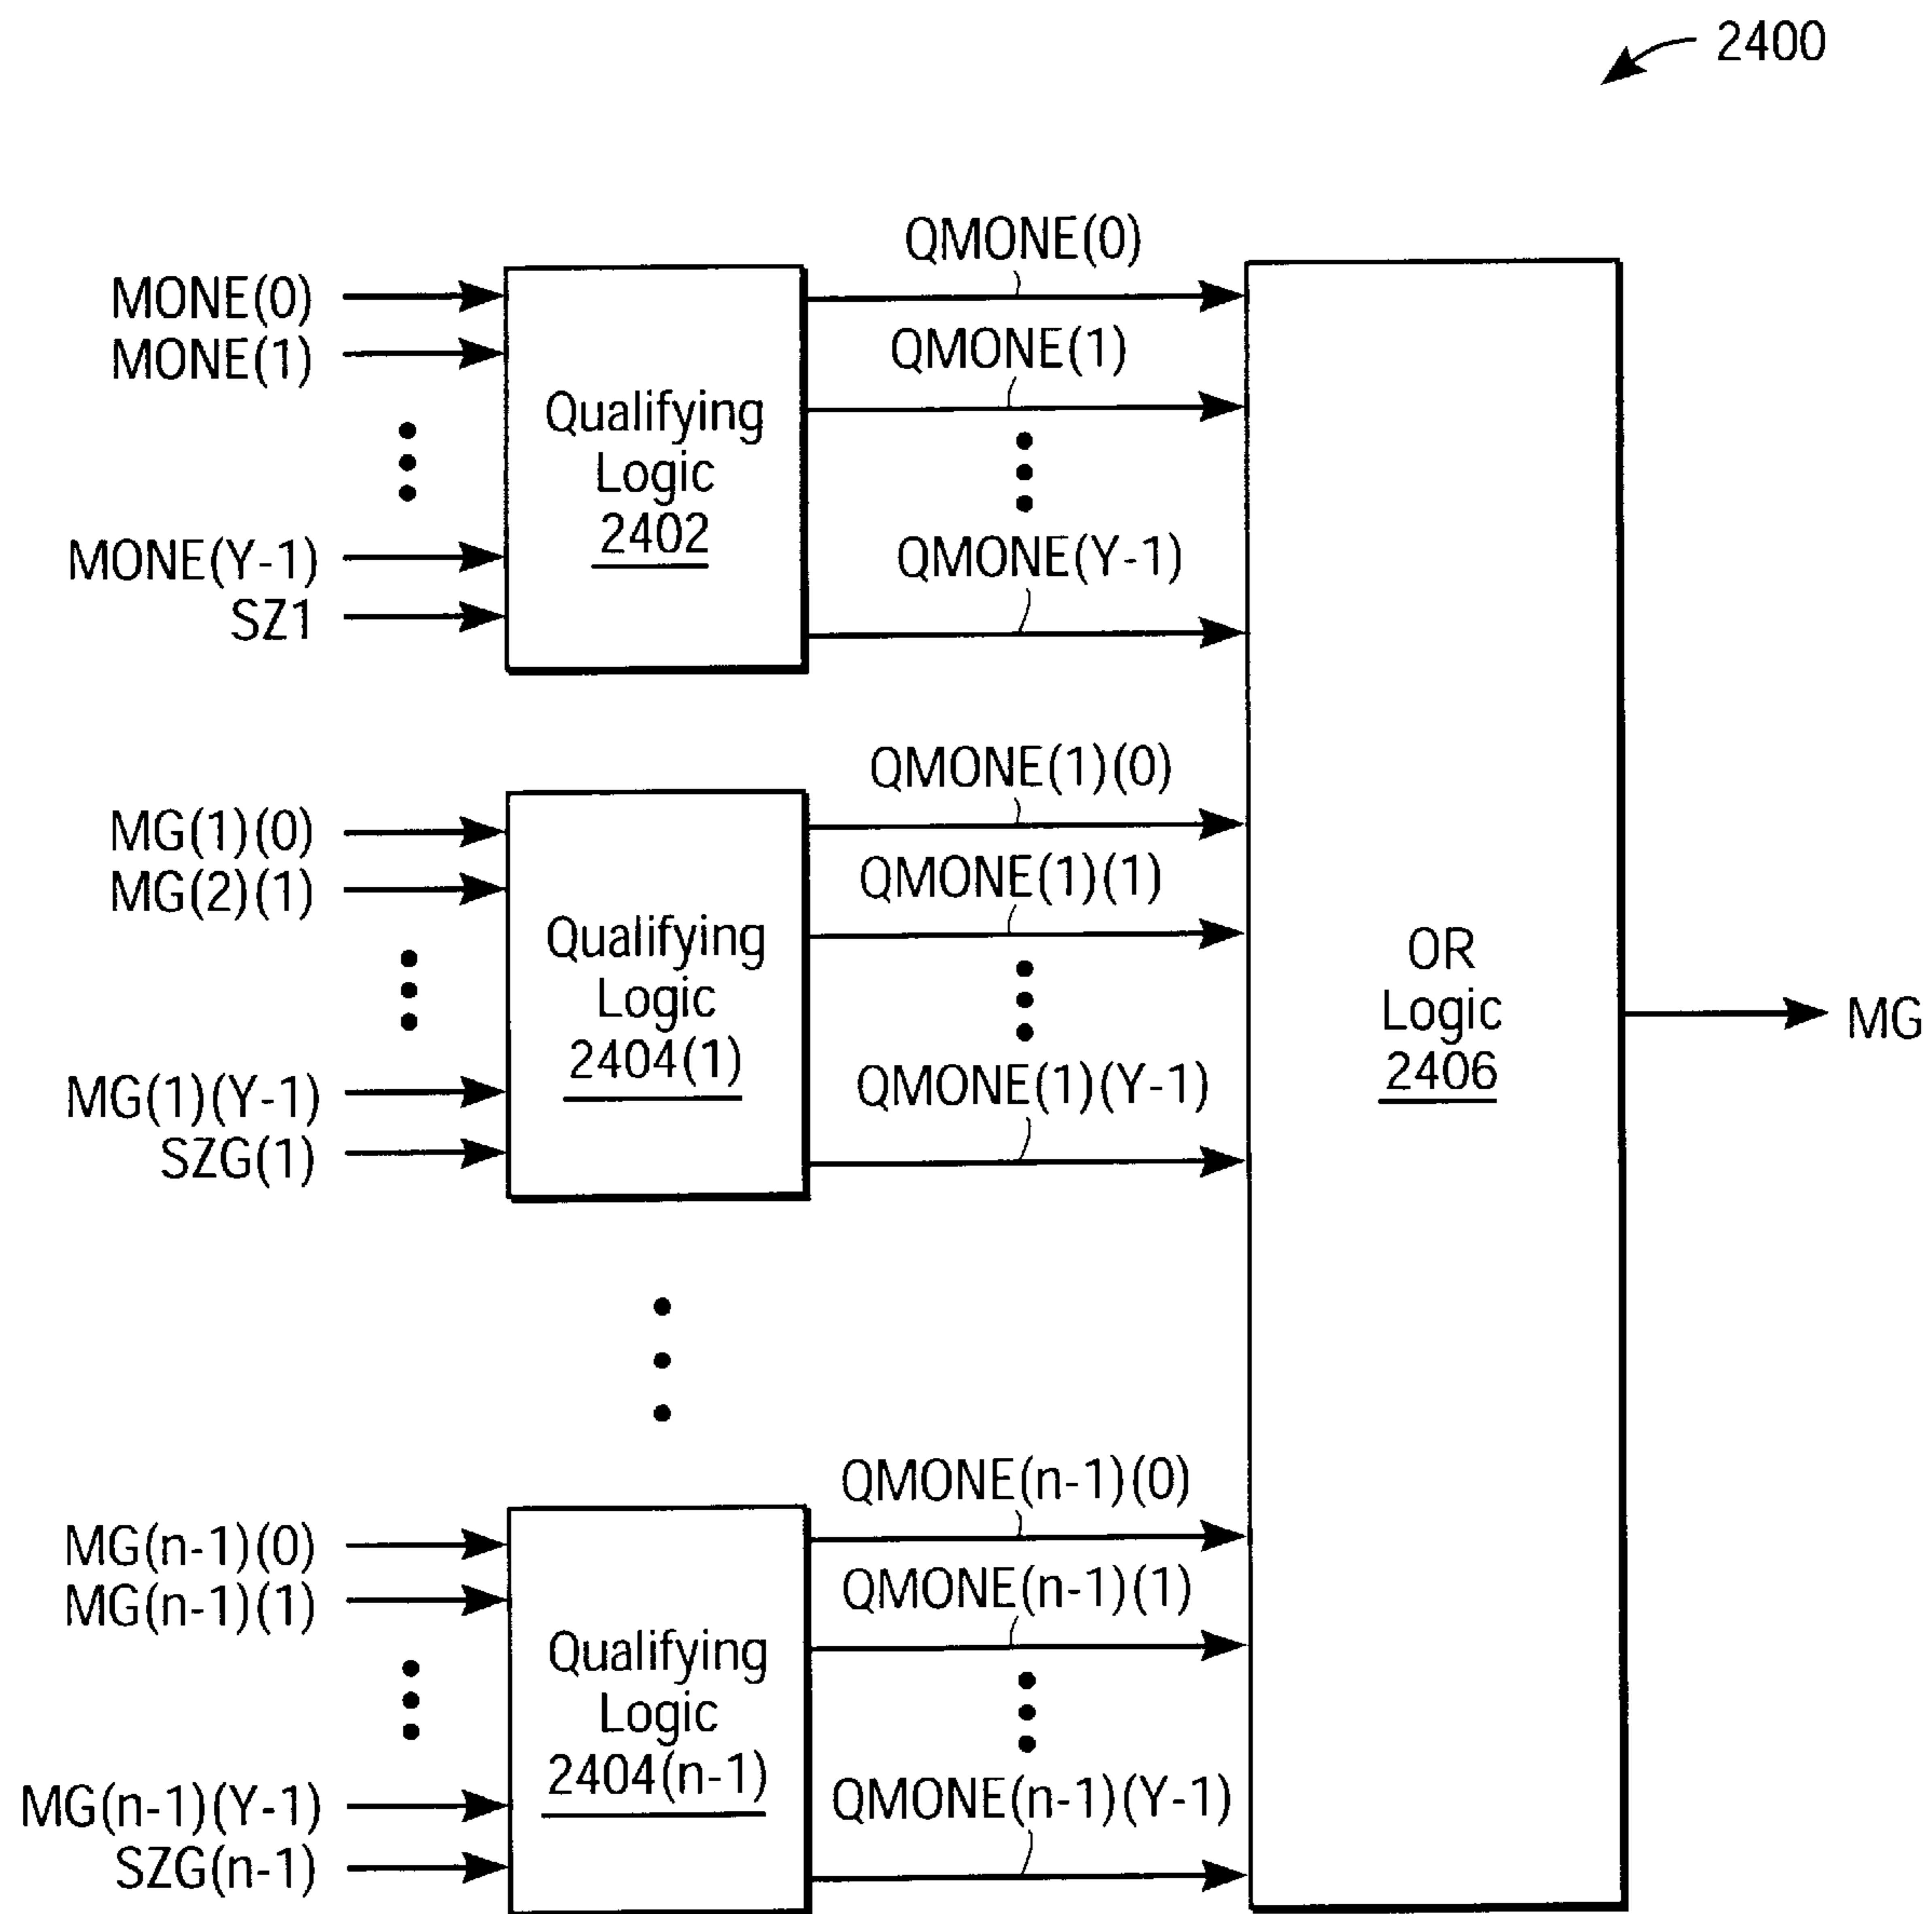 2400
QMONE(0)
MONE(0)
MONE(1)
QMONE(1)
Qualifying
Logic
2402
QMONE(Y-1)
MONE(Y-1)
SZ1
QMONE(1)(0)
MG(1)(0)
MG(2)(1)
QMONE(1)(1)
Qualifying
Logic
2404(1)
QMONE(1)(Y-1)
MG(1)(Y-1)
SZG(1)
OR
Logic
2406
MG
QMONE(n-1)(0)
MG(n-1)(0)
MG(n-1)(1)
QMONE(n-1)(1)
Qualifying
Logic
2404(n-1)
QMONE(n-1)(Y-1)
MG(n-1)(Y-1)
SZG(n-1)